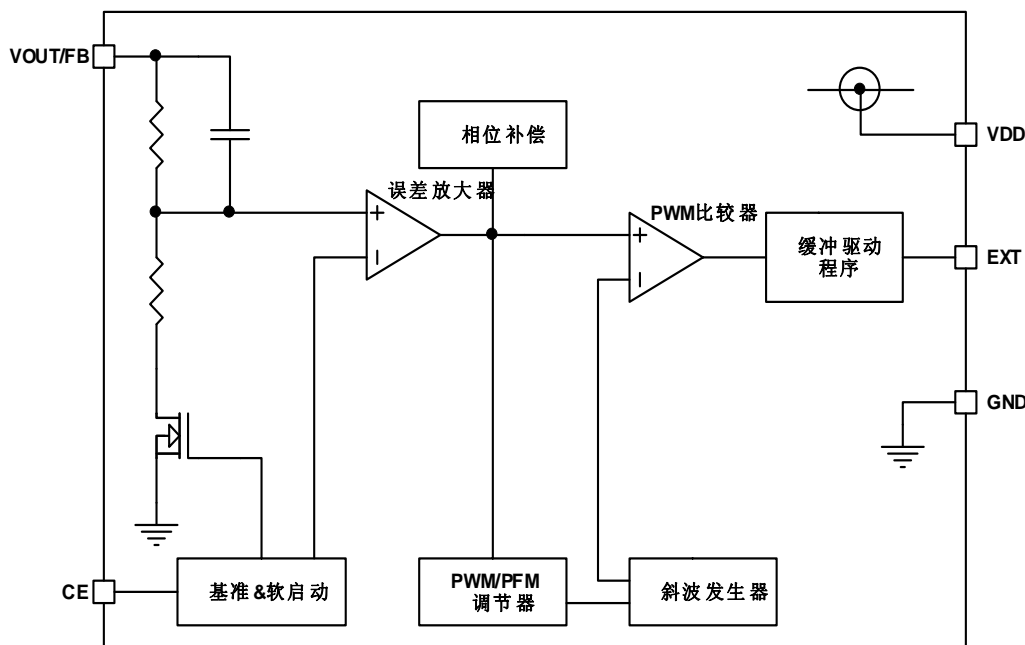 VOUT/FB
相位补偿
VDD
误差放大器
PWM比较器
缓冲驱动
程序
EXT
GND
CE
基准&软启动
PWM/PFM
调节器
斜波发生器